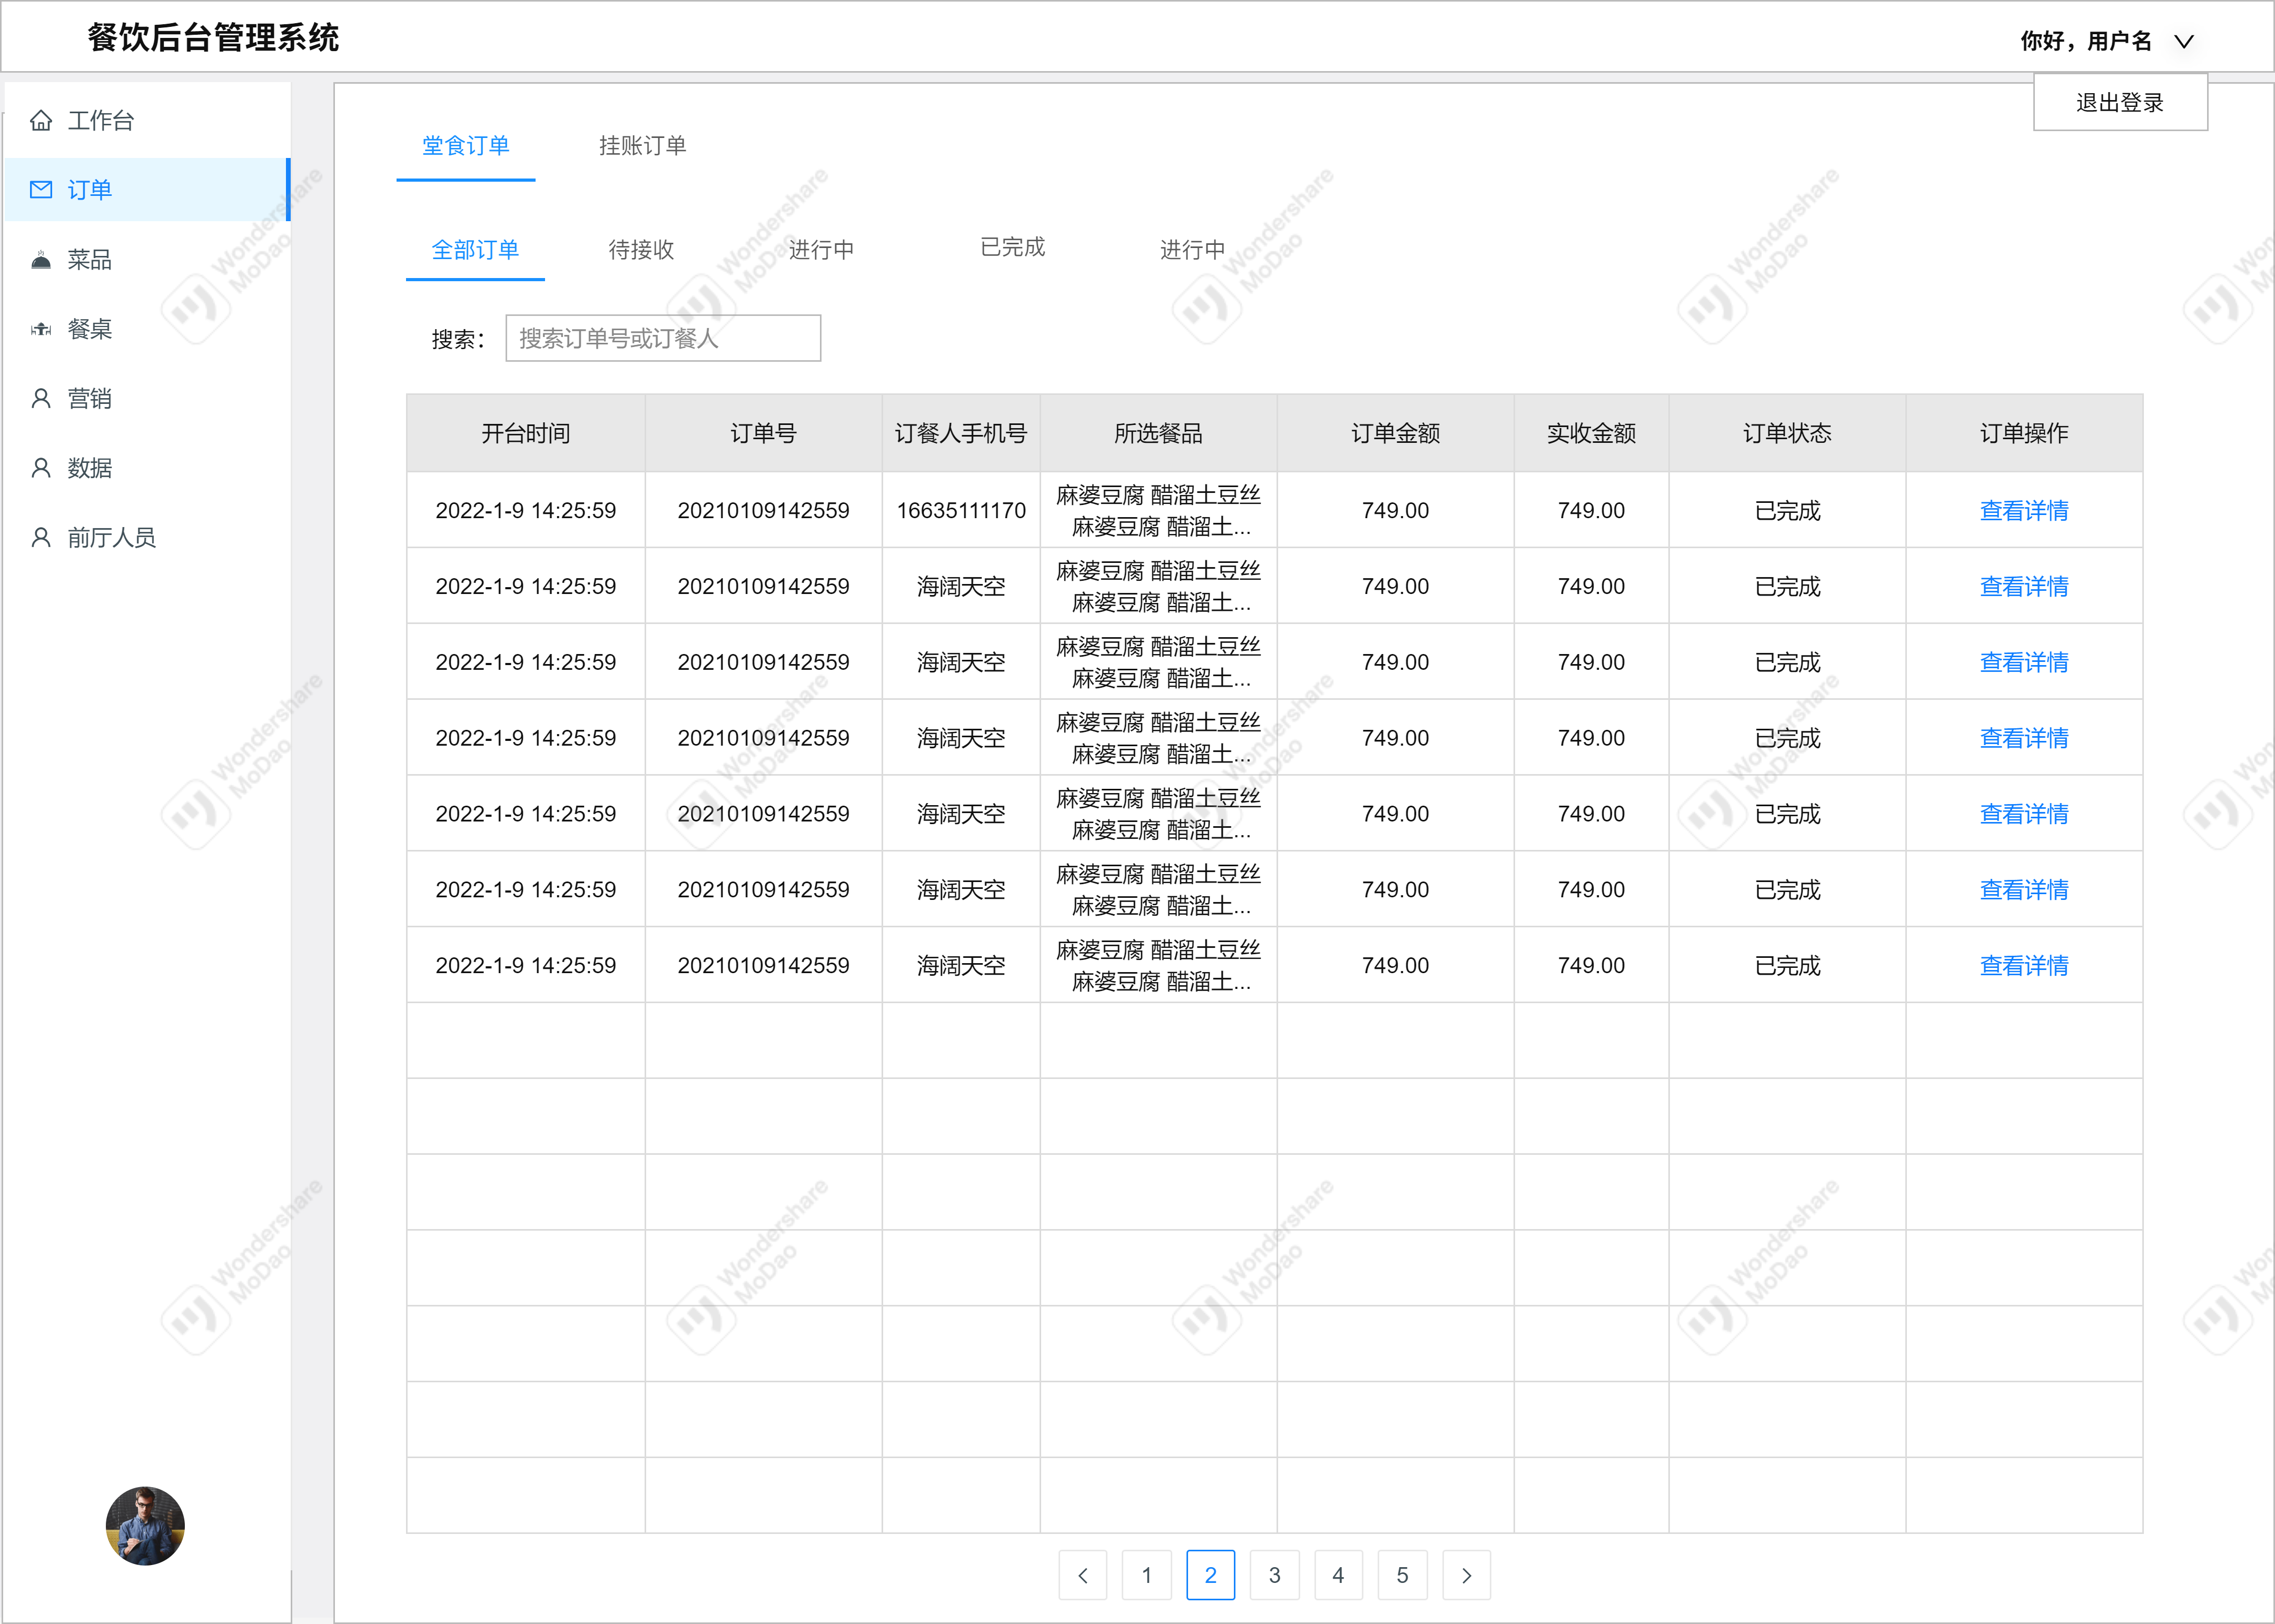 餐饮后台管理系统
你好，用户名
退出登录
工作台
订单
菜品
餐桌
营销
数据
前厅人员
堂食订单 挂账订单
全部订单 待接收 进行中 已完成 进行中
搜索： 搜索订单号或订餐人
开台时间 订单号 订餐人手机号 所选餐品 订单金额 实收金额 订单状态 订单操作
2022-1-9 14:25:59 20210109142559 16635111170 麻婆豆腐 醋溜土豆丝 749.00 749.00 已完成 查看详情
麻婆豆腐 醋溜土...
2022-1-9 14:25:59 20210109142559 海阔天空 麻婆豆腐 醋溜土豆丝 749.00 749.00 已完成 查看详情
麻婆豆腐 醋溜土...
2022-1-9 14:25:59 20210109142559 海阔天空 麻婆豆腐 醋溜土豆丝 749.00 749.00 已完成 查看详情
麻婆豆腐 醋溜土...
2022-1-9 14:25:59 20210109142559 海阔天空 麻婆豆腐 醋溜土豆丝 749.00 749.00 已完成 查看详情
麻婆豆腐 醋溜土...
2022-1-9 14:25:59 20210109142559 海阔天空 麻婆豆腐 醋溜土豆丝 749.00 749.00 已完成 查看详情
麻婆豆腐 醋溜土...
2022-1-9 14:25:59 20210109142559 海阔天空 麻婆豆腐 醋溜土豆丝 749.00 749.00 已完成 查看详情
麻婆豆腐 醋溜土...
2022-1-9 14:25:59 20210109142559 海阔天空 麻婆豆腐 醋溜土豆丝 749.00 749.00 已完成 查看详情
麻婆豆腐 醋溜土...
1 2 3 4 5
Wondershare
MoDao